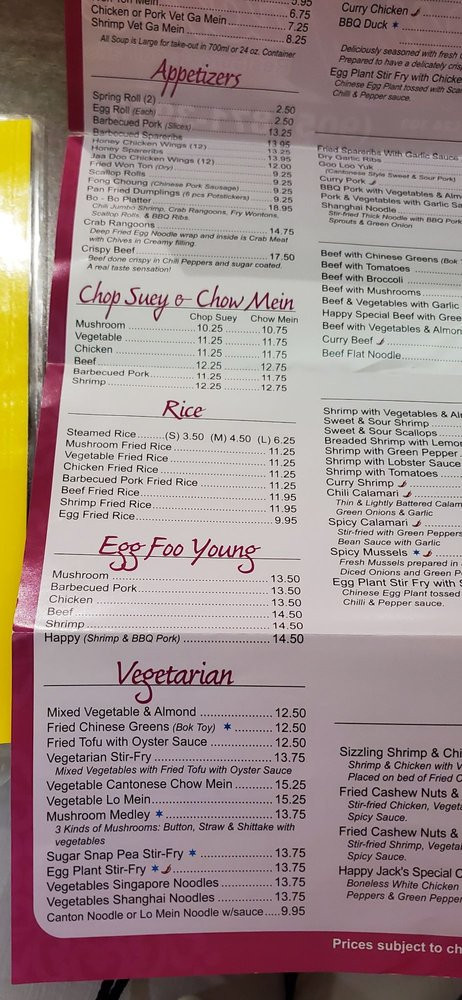 5.95
Chicken or Pork Vet Ga Mein 6.75
Shrimp Vet Ga Mein 7.25
8.25
All Soup is Large for take-out in 700ml or 24 oz. Container
Appetizers
Spring Roll (2)
Egg Roll (Each) 2.50
Barbecued Pork (Slices) 2.50
Barbecued Spareribs 13.25
Honey Chicken Wings (12) 13.95
Honey Spareribs 13.25
Jaa Doo Chicken Wings (12) 13.95
Fried Won Ton (Dry) 12.00
Scallop Rolls 9.25
Fong Choung (Chinese Pork Sausage) 9.25
Pan Fried Dumplings (6 pcs Potstickers) 9.25
Bo - Bo Platter 18.95
Chili Jumbo Shrimp, Crab Rangoons, Fry Wontons,
Scallop Rolls, & BBQ Ribs.
Crab Rangoons 14.75
Deep Fried Egg Noodle wrap and inside is Crab Meat
with Chives in Creamy filling
Crispy Beef 17.50
Beef done crisp in Chili Peppers and sugar coated.
A real taste sensation!
Chop Suey & Chow Mein
Chop Suey Chow Mein
Mushroom 10.25 10.75
Vegetable 11.25 11.75
Chicken 11.25 11.75
Beef 12.25 12.75
Barbecued Pork 11.25 11.75
Shrimp 12.25 12.75
Rice
Steamed Rice (S) 3.50 (M) 4.50 (L) 6.25
Mushroom Fried Rice 11.25
Vegetable Fried Rice 11.25
Chicken Fried Rice 11.25
Barbecued Pork Fried Rice 11.25
Beef Fried Rice 11.95
Shrimp Fried Rice 11.95
Egg Fried Rice 9.95
Egg Foo Young
Mushroom 13.50
Barbecued Pork 13.50
Chicken 13.50
Beef 14.50
Shrimp 14.50
Happy (Shrimp & BBQ Pork) 14.50
Vegetarian
Mixed Vegetable & Almond 12.50
Fried Chinese Greens (Bok Toy) 12.50
Fried Tofu with Oyster Sauce 12.50
Vegetarian Stir-Fry 13.75
Mixed Vegetables with Fried Tofu with Oyster Sauce
Vegetable Cantonese Chow Mein 15.25
Vegetable Lo Mein 15.25
Mushroom Medley 13.75
3 Kinds of Mushrooms: Button, Straw & Shittake with
vegetables
Sugar Snap Pea Stir-Fry 13.75
Egg Plant Stir-Fry 13.75
Vegetables Singapore Noodles 13.75
Vegetables Shanghai Noodles 13.75
Canton Noodle or Lo Mein Noodle w/sauce 9.95
Curry Chicken
BBQ Duck
Deliciously seasoned with fresh
Prepared to have a delicately
Egg Plant Stir Fry with Chicke
Chinese Egg Plant tossed with
Chilli & Pepper sauce.
Fried Spareribs With Garlic Sauce
Dry Garlic Ribs
Goo Loo Yuk
(Cantonese Style Sweet & Sour Pork)
Curry Pork
BBQ Pork with Vegetables & Alm
Pork & Vegetables with Garlic Sa
Shanghai Noodle
Stir-fried Thick Noodle with BBQ Pork
Sprouts & Green Onion
Beef with Chinese Greens (Bok
Beef with Tomatoes
Beef with Broccoli
Beef with Mushrooms
Beef & Vegetables with Garlic
Happy Special Beef with Gree
Beef with Vegetables & Almon
Curry Beef
Beef Flat Noodle
Shrimp with Vegetables & Al
Sweet & Sour Shrimp
Sweet & Sour Scallops
Breaded Shrimp with Lemon
Shrimp with Green Pepper
Shrimp with Lobster Sauce
Shrimp with Tomatoes
Curry Shrimp
Chili Calamari
Thin & Lightly Battered Calam
Green Onions & Garlic
Spicy Calamari
Stir-fried with Green Peppers
Bean Sauce with Garlic
Spicy Mussels
Fresh Mussels prepared in
Diced Onions and Green P
Egg Plant Stir Fry with S
Chinese Egg Plant tossed
Chilli & Pepper sauce.
Sizzling Shrimp & Chi
Shrimp & Chicken with V
Placed on bed of Fried C
Fried Cashew Nuts &
Stir-fried Chicken, Vegeta
Spicy Sauce.
Fried Cashew Nuts &
Stir-fried Shrimp, Vegetab
Spicy Sauce.
Happy Jack's Special C
Boneless White Chicken
Peppers & Green Pepper
Prices subject to ch